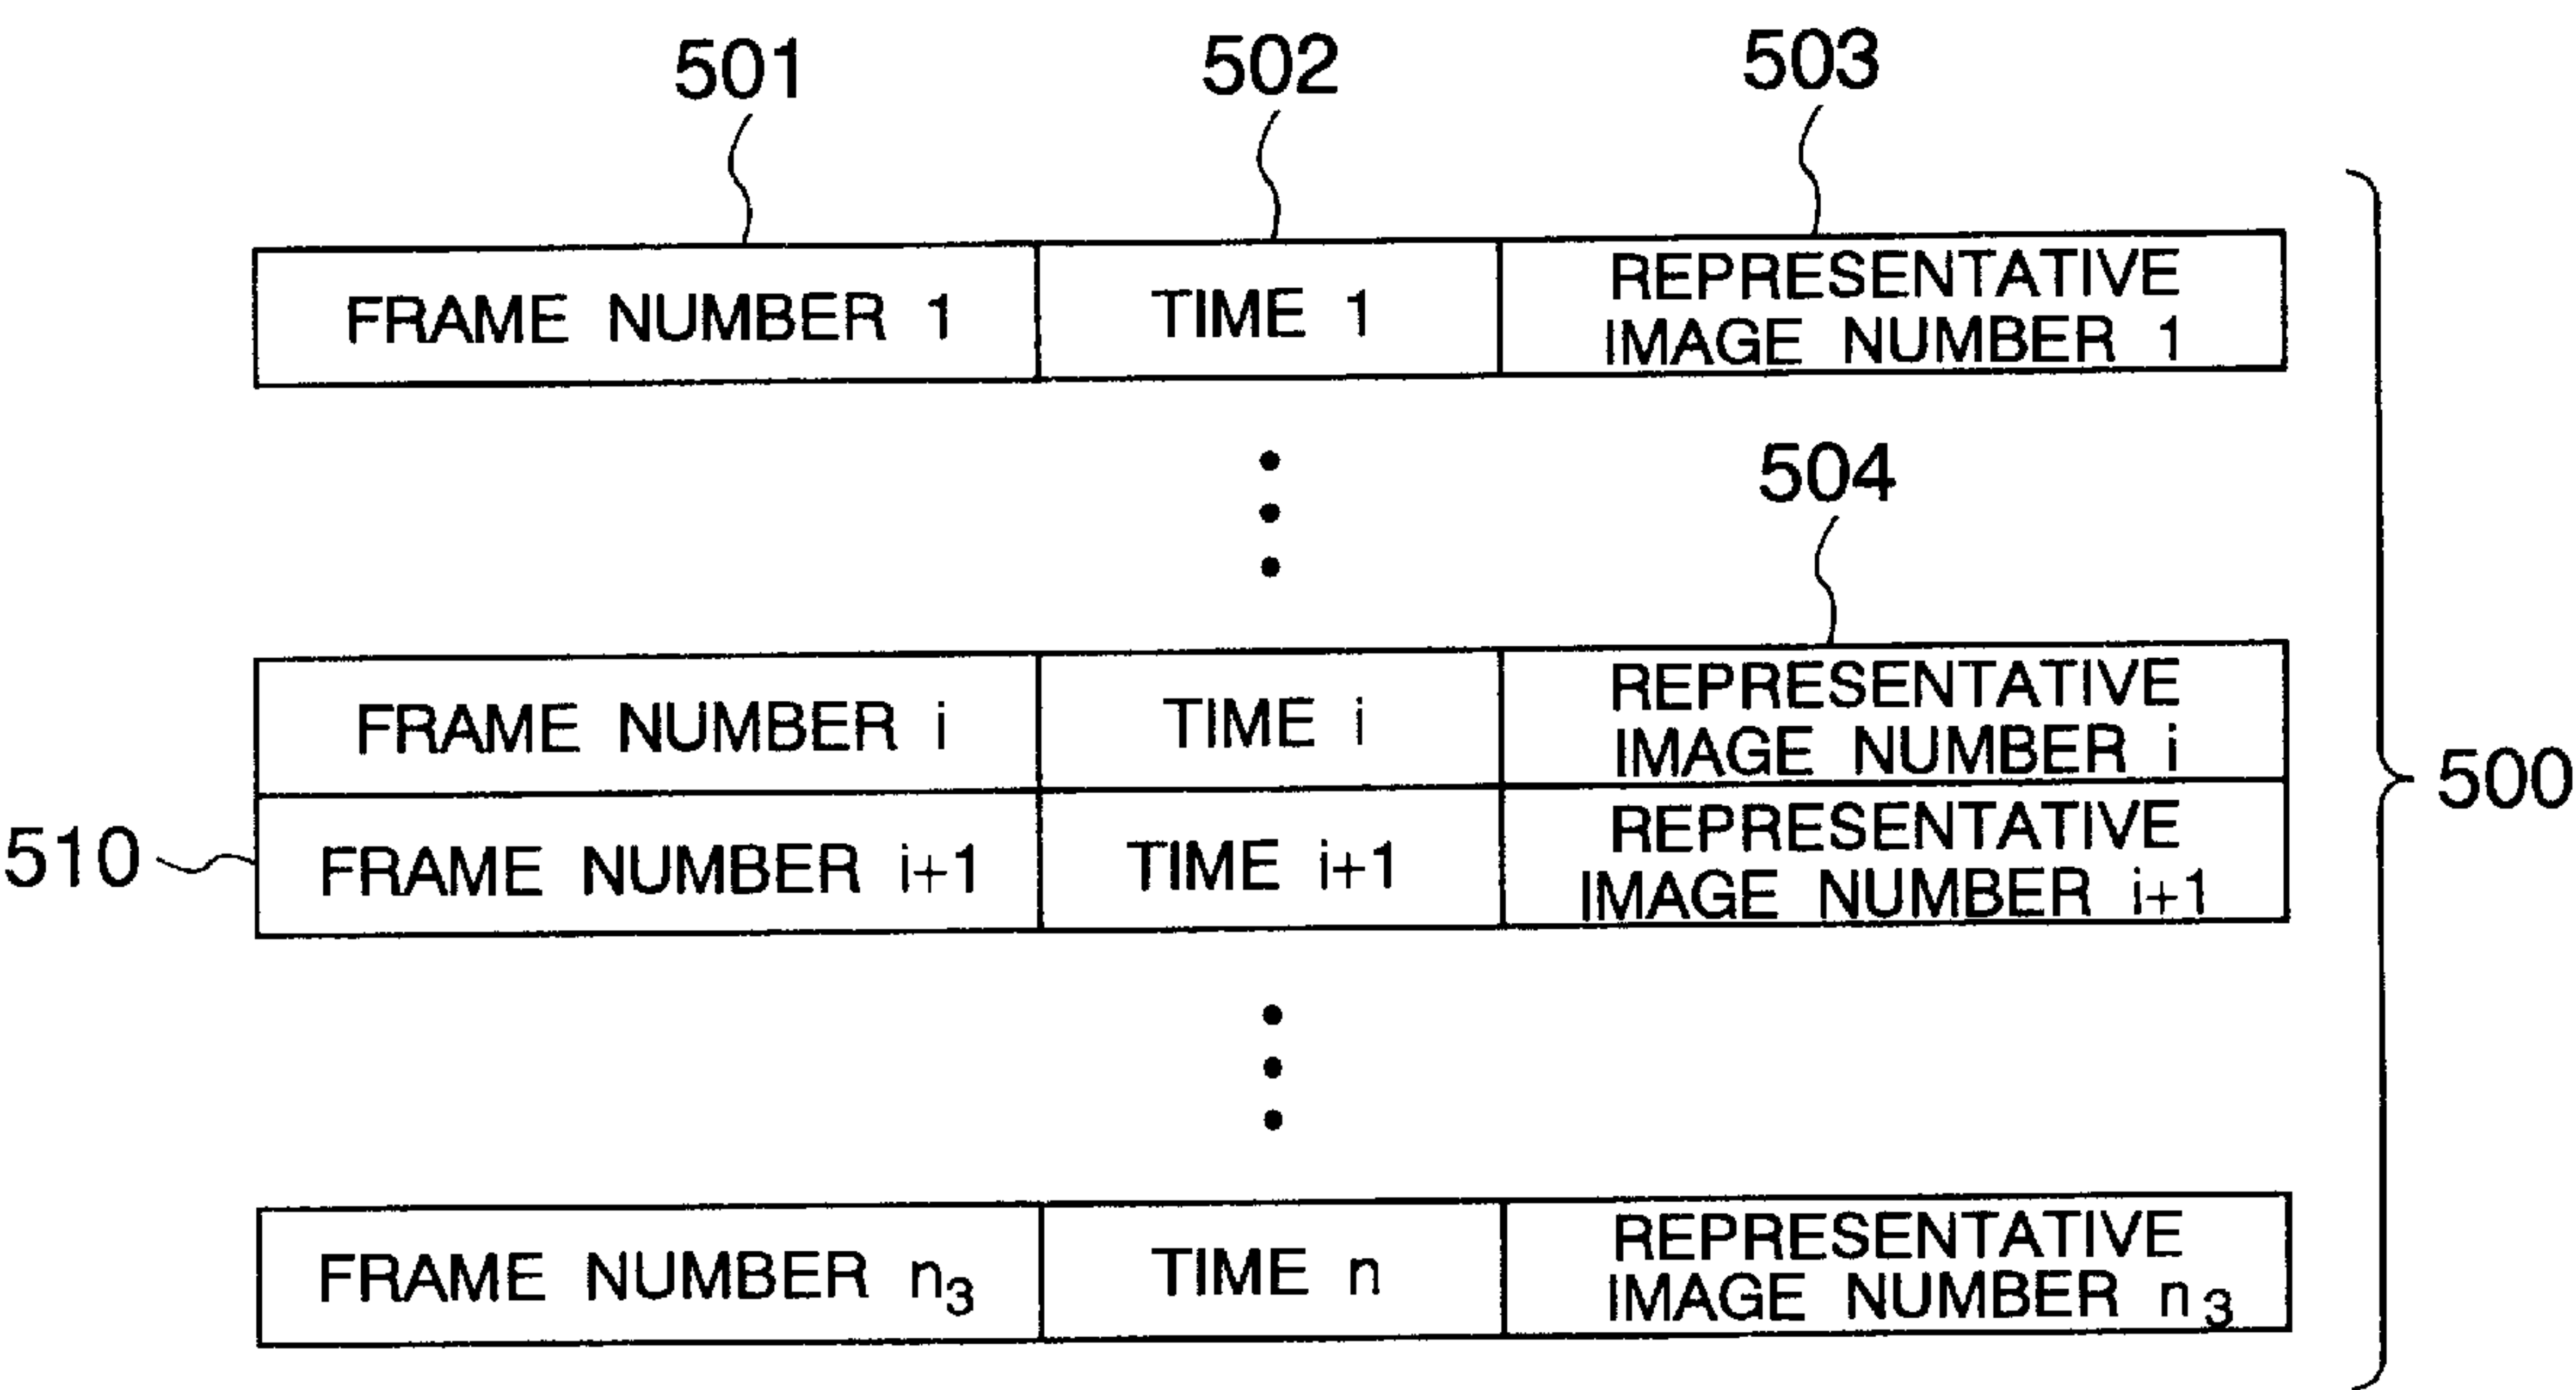 501 502 503
FRAME NUMBER 1 TIME 1 REPRESENTATIVE
IMAGE NUMBER 1
504
FRAME NUMBER i TIME i REPRESENTATIVE
IMAGE NUMBER i
500
510 FRAME NUMBER i+1 TIME i+1 REPRESENTATIVE
IMAGE NUMBER i+1
FRAME NUMBER n₃ TIME n REPRESENTATIVE
IMAGE NUMBER n₃